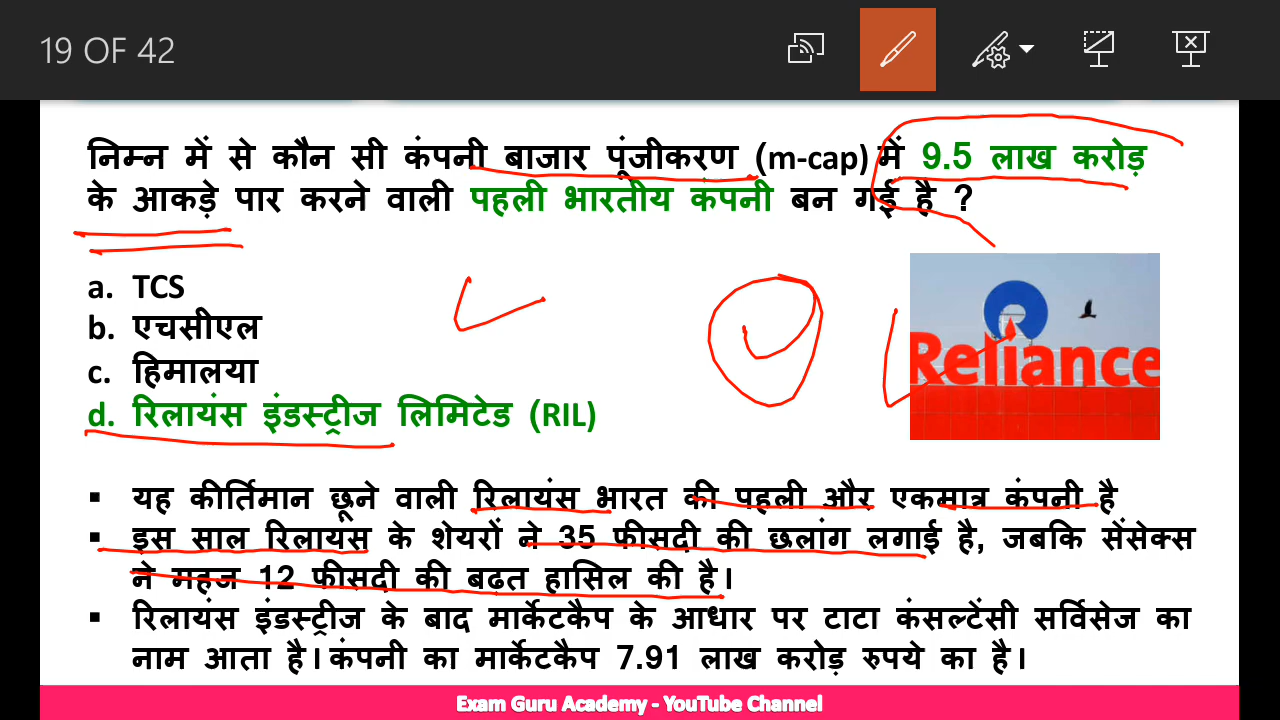 19 OF 42
निम्न में से कौन सी कंपनी बाजार पूंजीकरण (m-cap) में 9.5 लाख करोड़
के आकड़े पार करने वाली पहली भारतीय कंपनी बन गई है ?
a. TCS
b. एचसीएल
c. हिमालया
d. रिलायंस इंडस्ट्रीज लिमिटेड (RIL)
Reliance
▪ यह कीर्तिमान छूने वाली रिलायंस भारत की पहली और एकमात्र कंपनी है
▪ इस साल रिलायंस के शेयरों ने 35 फीसदी की छलांग लगाई है, जबकि सेंसेक्स
ने महज 12 फीसदी की बढ़त हासिल की है।
▪ रिलायंस इंडस्ट्रीज के बाद मार्केटकैप के आधार पर टाटा कंसल्टेंसी सर्विसेज का
नाम आता है। कंपनी का मार्केटकैप 7.91 लाख करोड़ रुपये का है।
Exam Guru Academy - YouTube Channel